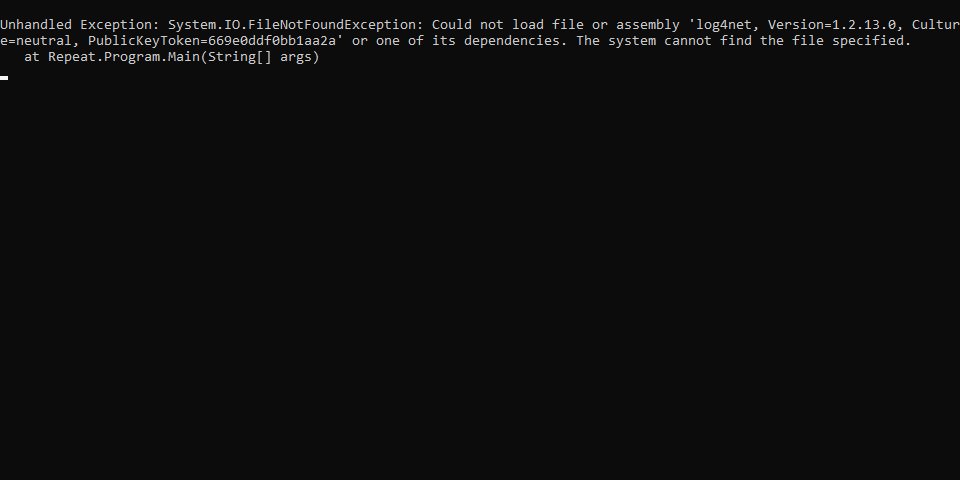 Unhandled Exception: System.IO.FileNotFoundException: Could not load file or assembly 'log4net, Version=1.2.13.0, Cultur
e=neutral, PublicKeyToken=669e0ddf0bb1aa2a' or one of its dependencies. The system cannot find the file specified.
   at Repeat.Program.Main(String[] args)